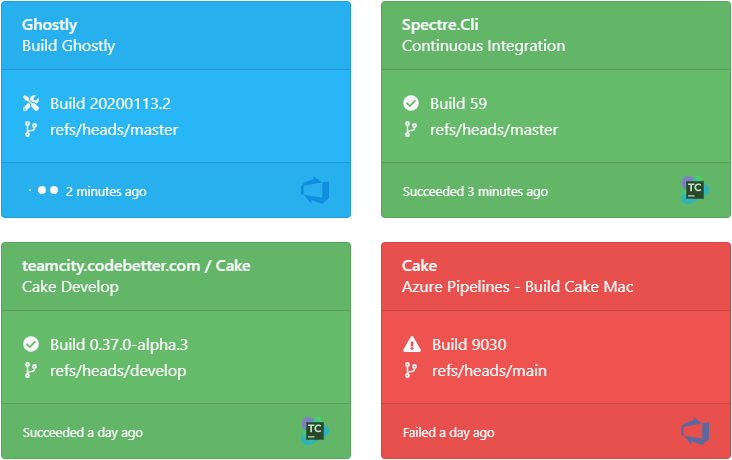 Ghostly
Build Ghostly
Build 20200113.2
refs/heads/master
2 minutes ago
Spectre.Cli
Continuous Integration
Build 59
refs/heads/master
Succeeded 3 minutes ago
TC
teamcity.codebetter.com / Cake
Cake Develop
Build 0.37.0-alpha.3
refs/heads/develop
Succeeded a day ago
TC
Cake
Azure Pipelines - Build Cake Mac
Build 9030
refs/heads/main
Failed a day ago